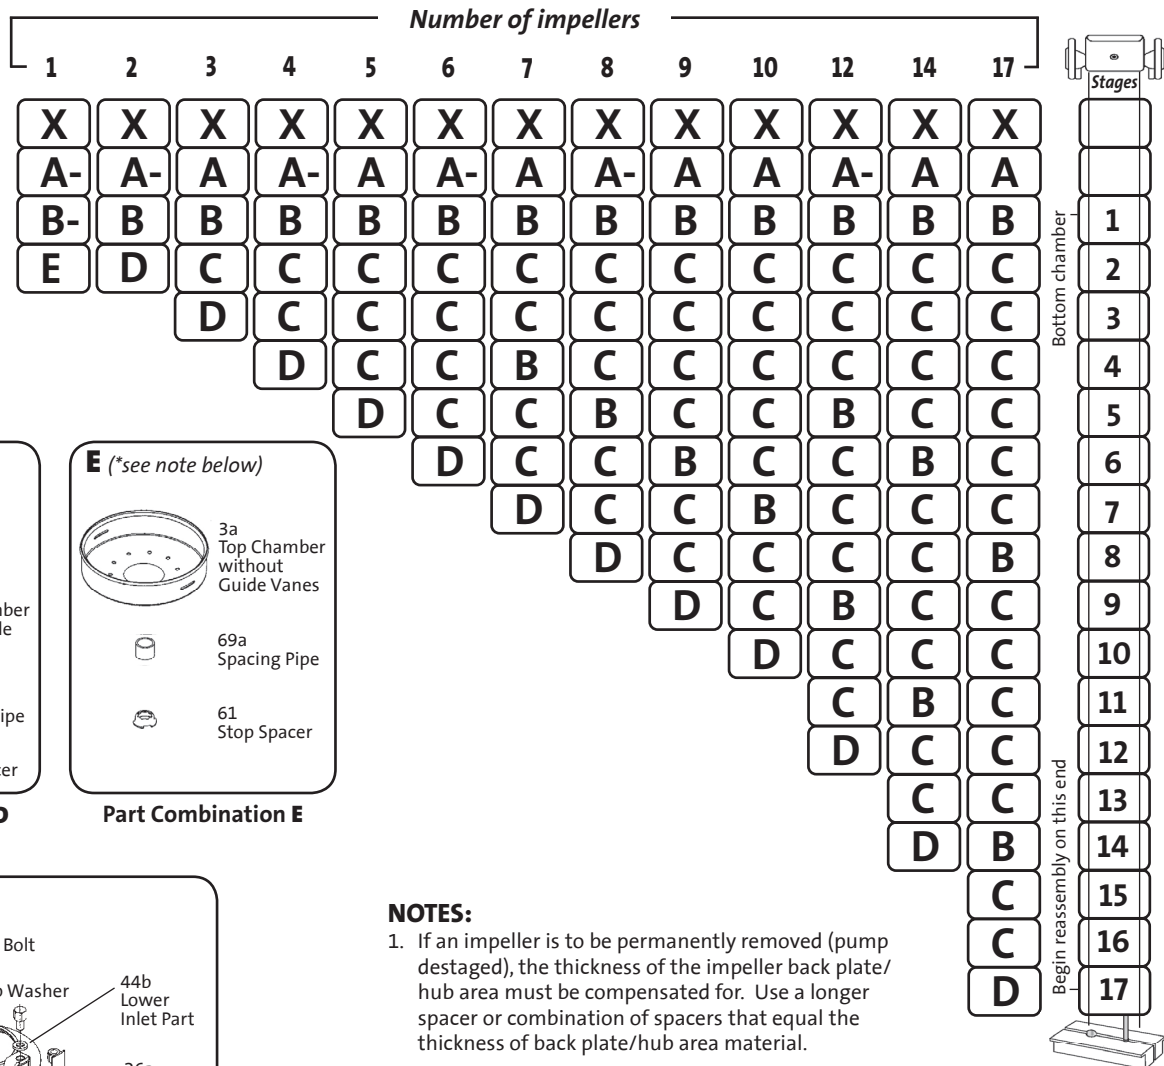 Number of impellers
1 2 3 4 5 6 7 8 9 10 12 14 17
Stages
X X X X X X X X X X X X X
A- A- A A- A A- A A- A A A- A A
B- B B B B B B B B B B B B 1
E D C C C C C C C C C C C 2
D C C C C C C C C C C 3
D C C B C C C C C C 4
D C C B C C B C C 5
D C C B C C B C 6
D C C B C C C 7
D C C C C B 8
D C B C C 9
D C C C 10
C B C 11
D C C 12
C C 13
D B 14
C 15
C 16
D 17
Bottom chamber
Begin reassembly on this end
E (*see note below)
3a
Top Chamber
without
Guide Vanes
69a
Spacing Pipe
61
Stop Spacer
Part Combination E
Bolt
Washer
44b
Lower
Inlet Part
NOTES:
1. If an impeller is to be permanently removed (pump
destaged), the thickness of the impeller back plate/
hub area must be compensated for. Use a longer
spacer or combination of spacers that equal the
thickness of back plate/hub area material.